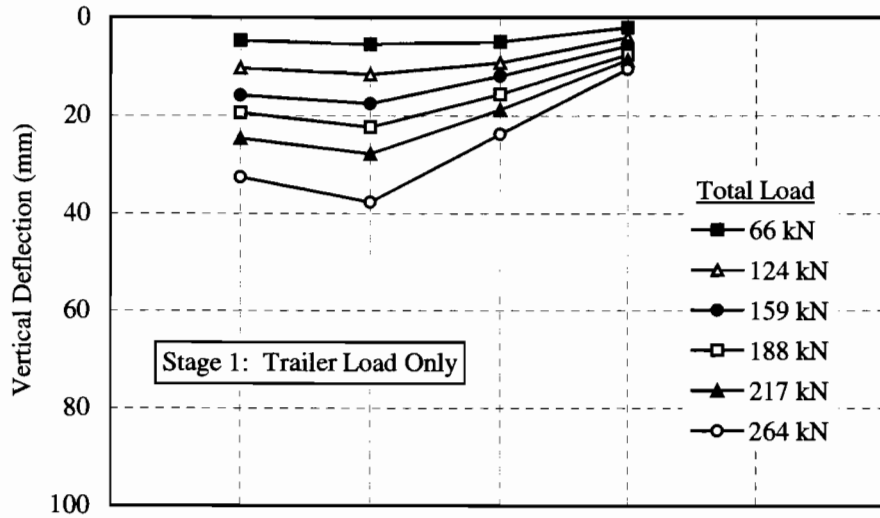 0
20
40
60
80
100
Vertical Deflection (mm)
Stage 1: Trailer Load Only
Total Load
66 kN
124 kN
159 kN
188 kN
217 kN
264 kN